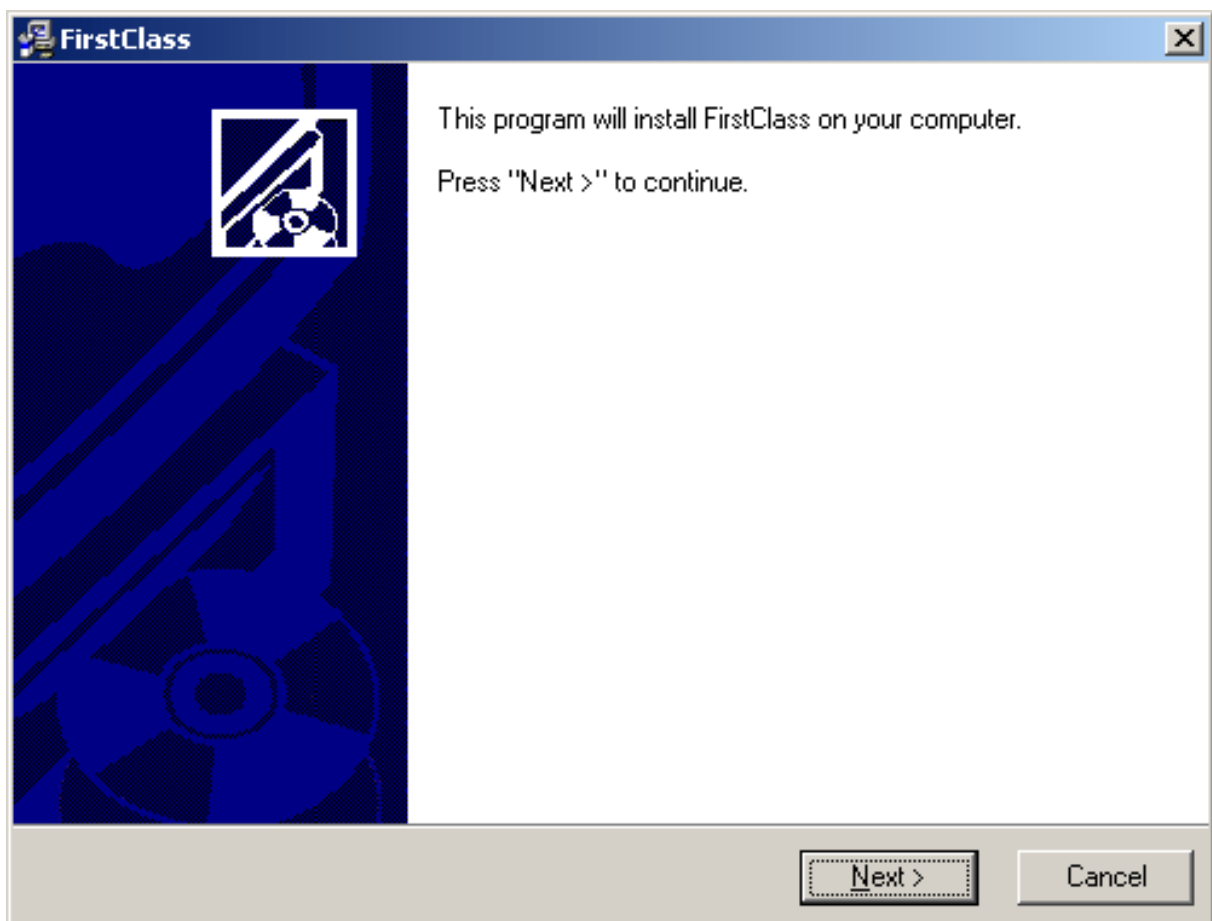 FirstClass
This program will install FirstClass on your computer.
Press "Next >" to continue.
Next >
Cancel